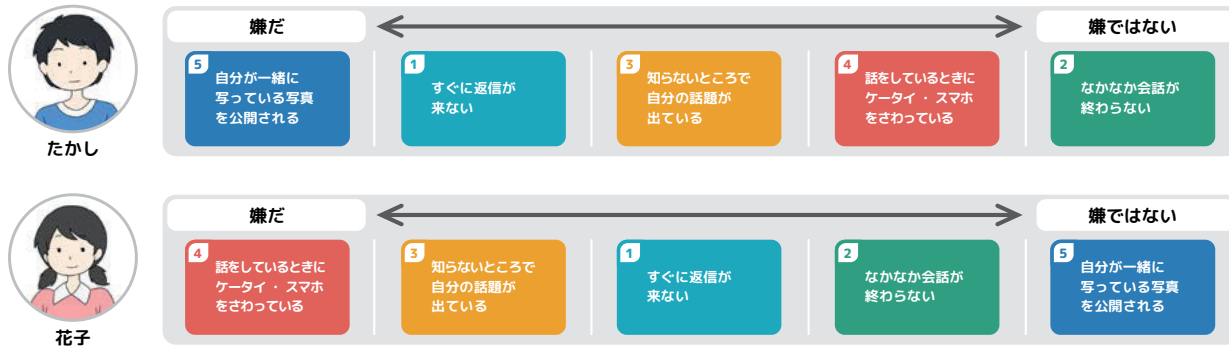 嫌だ
嫌ではない
5
自分が一緒に
写っている写真
を公開される
1
すぐに返信が
来ない
3
知らないところで
自分の話題が
出ている
4
話をしているときに
ケータイ・スマホ
をさわっている
2
なかなか会話が
終わらない
たかし
嫌だ
嫌ではない
4
話をしているときに
ケータイ・スマホ
をさわっている
3
知らないところで
自分の話題が
出ている
1
すぐに返信が
来ない
2
なかなか会話が
終わらない
5
自分が一緒に
写っている写真
を公開される
花子